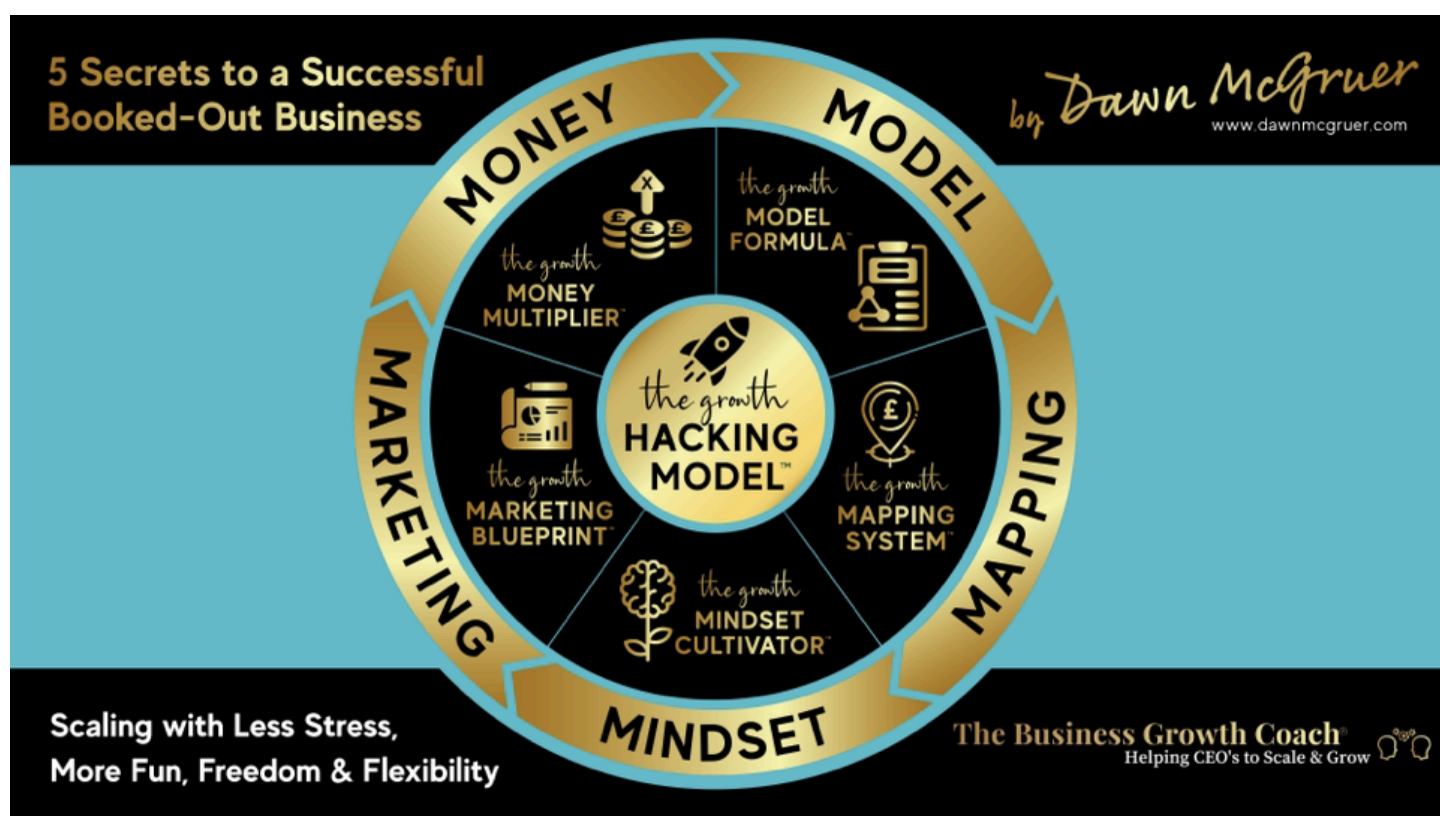 5 Secrets to a Successful
Booked-Out Business
by Dawn McGruer
www.dawnmcgruer.com
MONEY
MODEL
MAPPING
MINDSET
MARKETING
X
£ £ £
the growth
MONEY
MULTIPLIER™
the growth
MODEL
FORMULA™
£
the growth
MAPPING
SYSTEM™
the growth
MINDSET
CULTIVATOR™
the growth
MARKETING
BLUEPRINT™
the growth
HACKING
MODEL™
Scaling with Less Stress,
More Fun, Freedom & Flexibility
The Business Growth Coach®
Helping CEO's to Scale & Grow